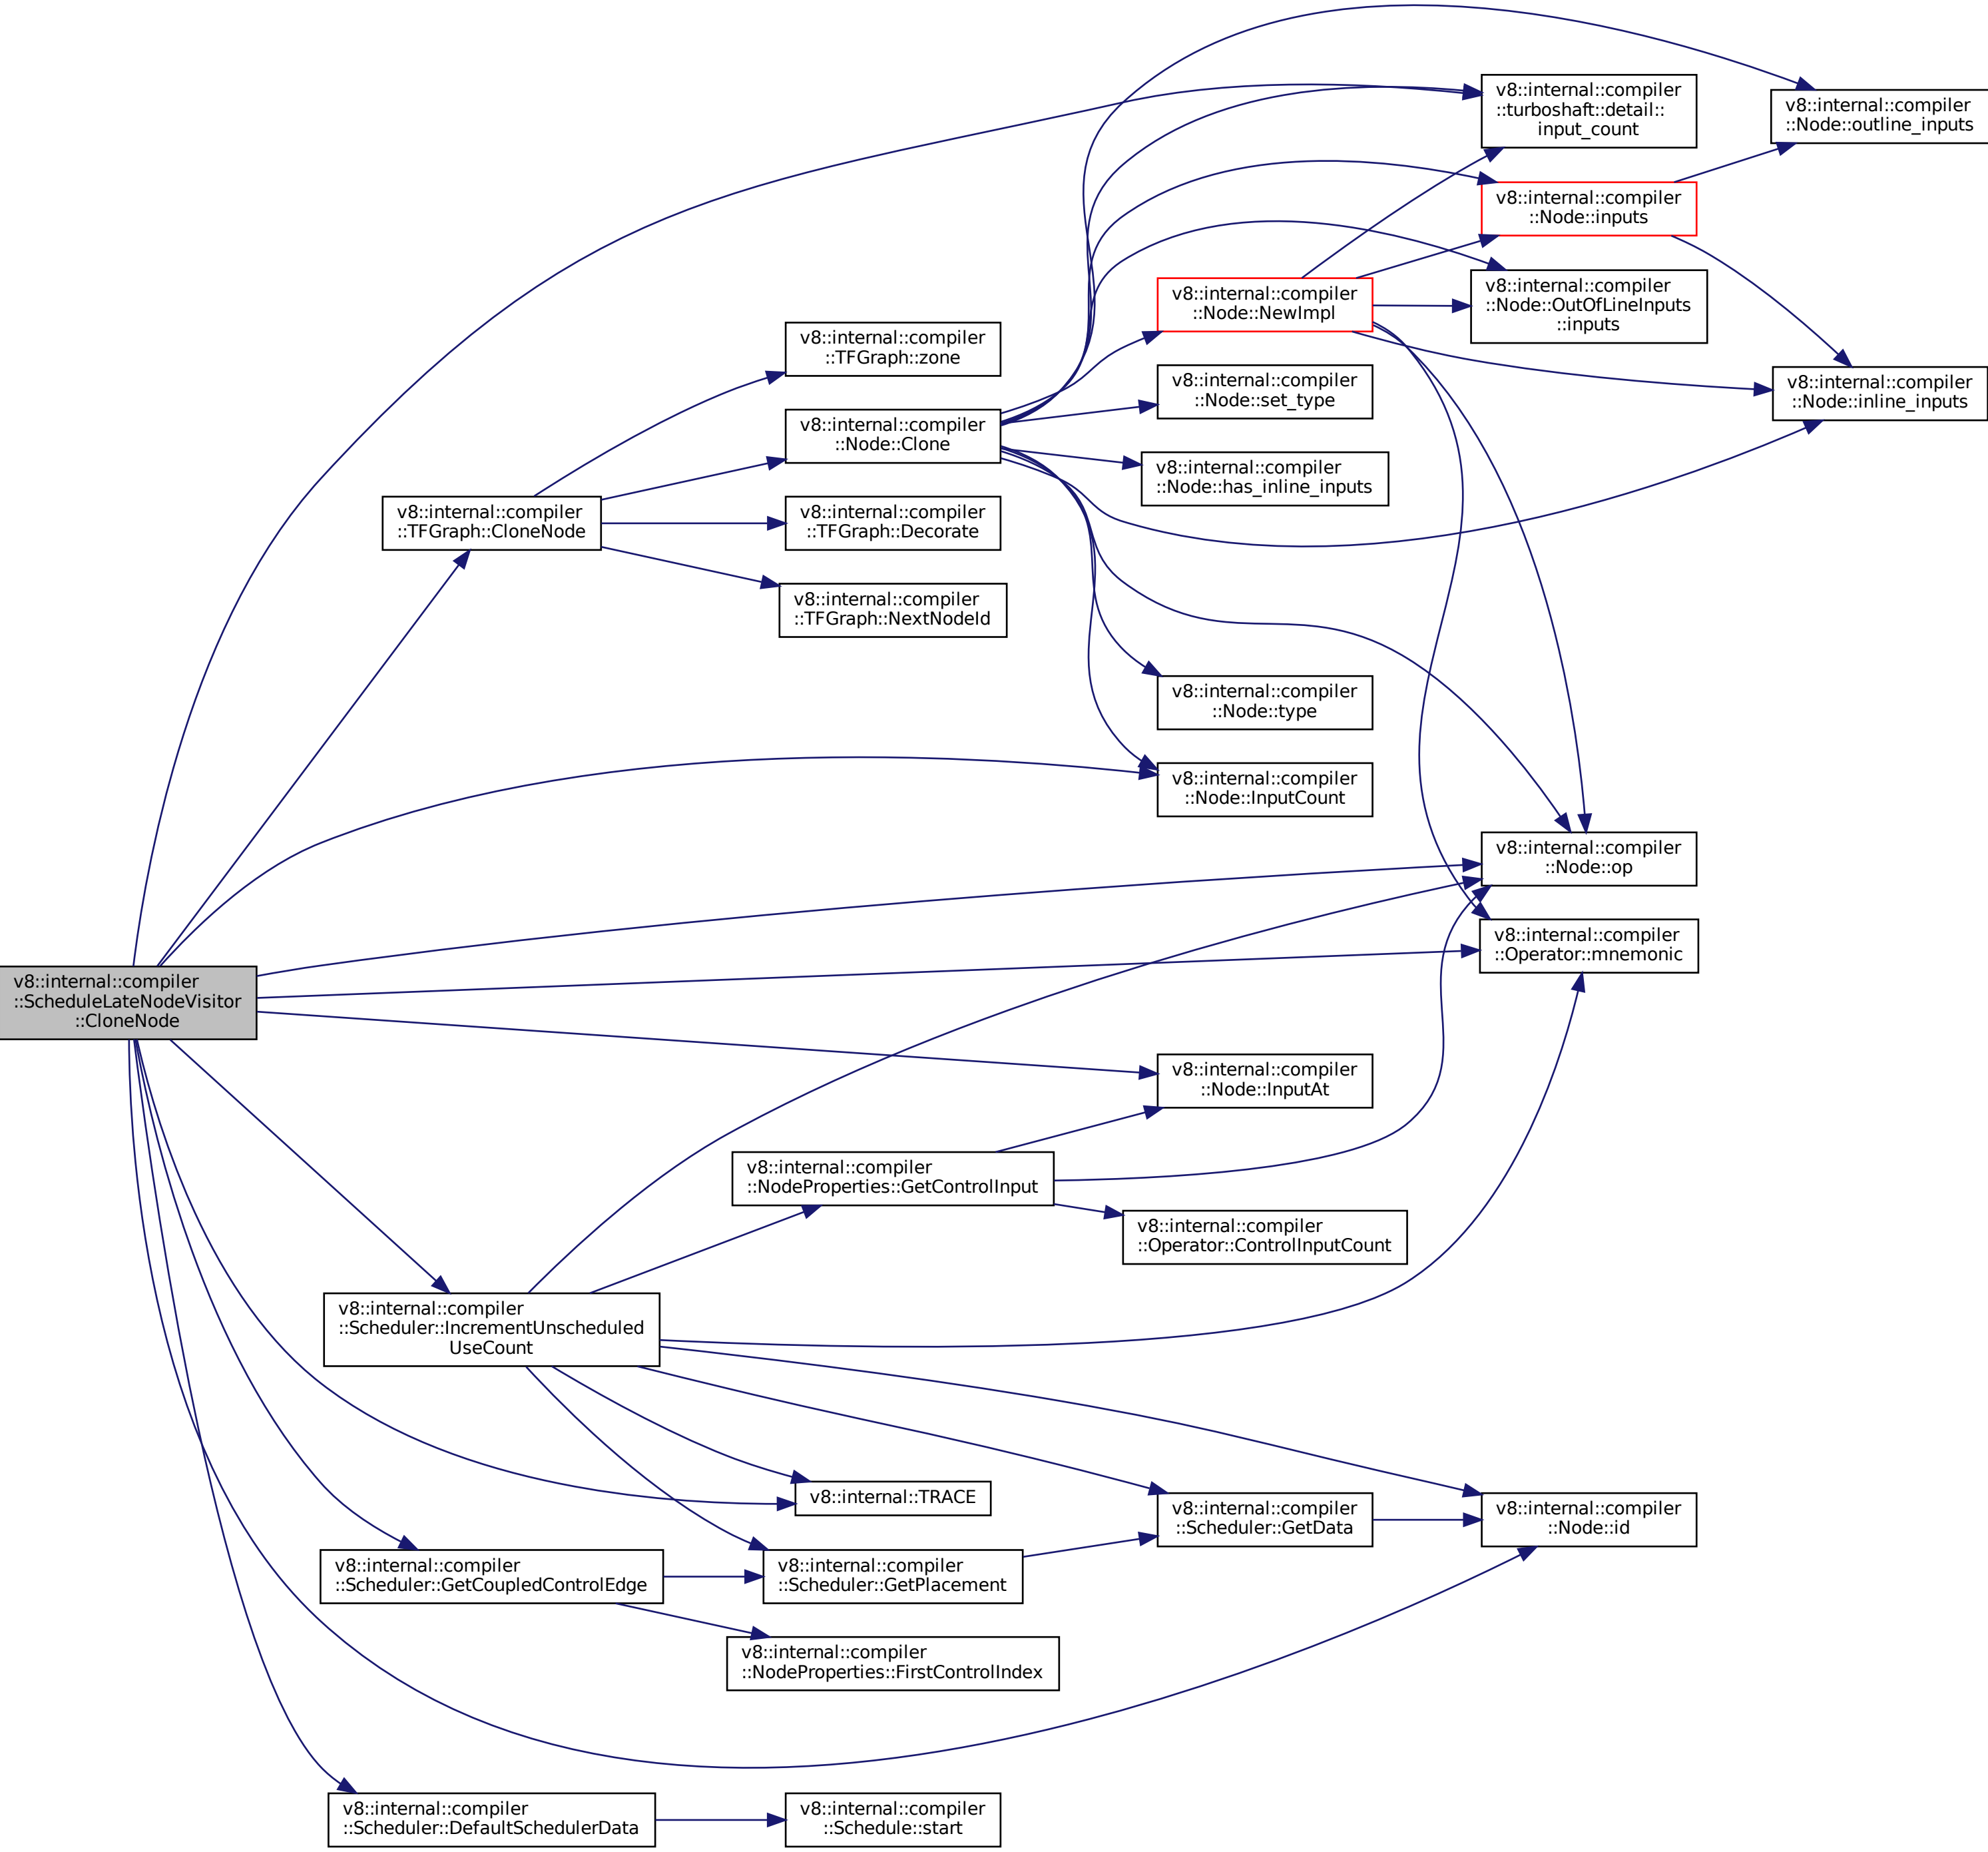 v8::internal::compiler
::ScheduleLateNodeVisitor
::CloneNode
v8::internal::compiler
::TFGraph::CloneNode
v8::internal::compiler
::Scheduler::IncrementUnscheduled
UseCount
v8::internal::compiler
::Scheduler::GetCoupledControlEdge
v8::internal::compiler
::Scheduler::DefaultSchedulerData
v8::internal::compiler
::TFGraph::zone
v8::internal::compiler
::Node::Clone
v8::internal::compiler
::TFGraph::Decorate
v8::internal::compiler
::TFGraph::NextNodeId
v8::internal::compiler
::NodeProperties::GetControlInput
v8::internal::TRACE
v8::internal::compiler
::Scheduler::GetPlacement
v8::internal::compiler
::NodeProperties::FirstControlIndex
v8::internal::compiler
::Schedule::start
v8::internal::compiler
::Node::NewImpl
v8::internal::compiler
::Node::set_type
v8::internal::compiler
::Node::has_inline_inputs
v8::internal::compiler
::Node::type
v8::internal::compiler
::Node::InputCount
v8::internal::compiler
::Node::InputAt
v8::internal::compiler
::Operator::ControlInputCount
v8::internal::compiler
::Scheduler::GetData
v8::internal::compiler
::turboshaft::detail::
input_count
v8::internal::compiler
::Node::inputs
v8::internal::compiler
::Node::OutOfLineInputs
::inputs
v8::internal::compiler
::Node::op
v8::internal::compiler
::Operator::mnemonic
v8::internal::compiler
::Node::id
v8::internal::compiler
::Node::outline_inputs
v8::internal::compiler
::Node::inline_inputs